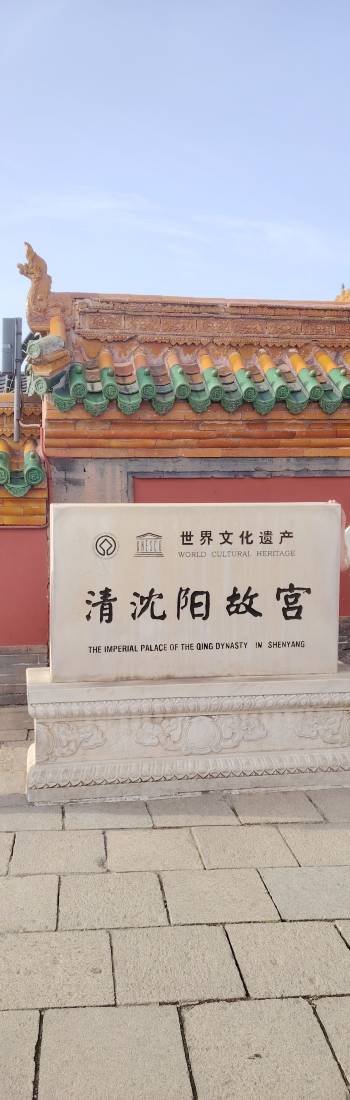 UNESCO
世界文化遗产
WORLD CULTURAL HERITAGE
清沈阳故宫
THE IMPERIAL PALACE OF THE QING DYNASTY IN SHENYANG